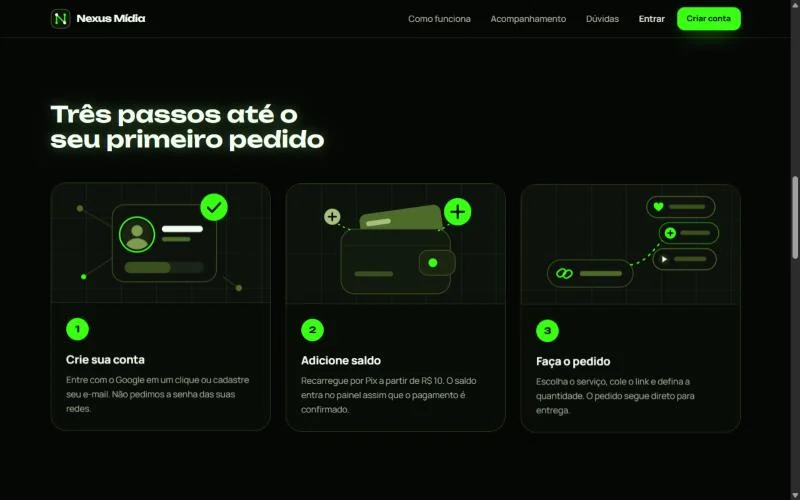 Nexus Mídia
Como funciona
Acompanhamento
Dúvidas
Entrar
Criar conta
Três passos até o
seu primeiro pedido
1
Crie sua conta
Entre com o Google em um clique ou cadastre
seu e-mail. Não pedimos a senha das suas
redes.
2
Adicione saldo
Recarregue por Pix a partir de R$ 10. O saldo
entra no painel assim que o pagamento é
confirmado.
3
Faça o pedido
Escolha o serviço, cole o link e defina a
quantidade. O pedido segue direto para
entrega.